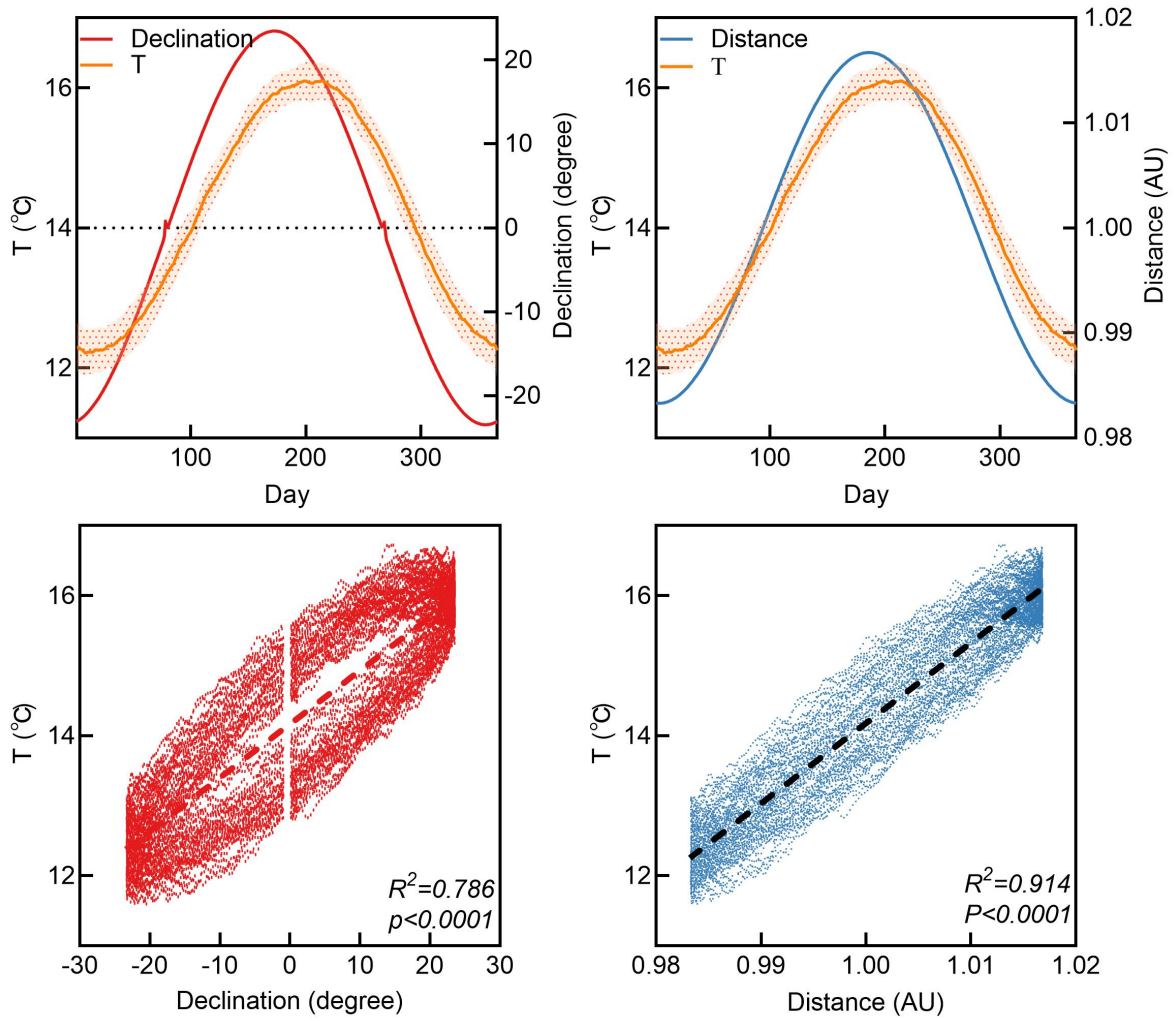 Declination
T
16
14
12
T (°C)
20
10
0
-10
-20
Declination (degree)
100
200
300
Day
Distance
T
16
14
12
T (°C)
1.02
1.01
1.00
0.99
0.98
Distance (AU)
100
200
300
Day
16
14
12
T (°C)
R²=0.786
p<0.0001
-30
-20
-10
0
10
20
30
Declination (degree)
16
14
12
T (°C)
R²=0.914
P<0.0001
0.98
0.99
1.00
1.01
1.02
Distance (AU)